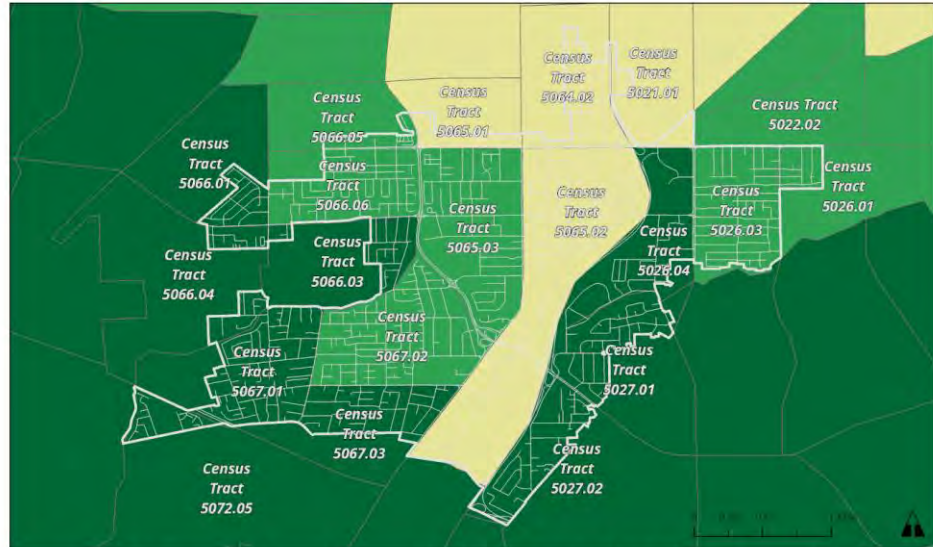 Census
Tract
5064.02
Census
Tract
5021.01
Census
Tract
5065.01
Census
Tract
5066.05
Census Tract
5022.02
Census
Tract
5066.01
Census
Tract
5066.06
Census
Tract
5065.03
Census
Tract
5065.02
Census
Tract
5026.03
Census
Tract
5026.01
Census
Tract
5026.04
Census
Tract
5066.03
Census
Tract
5066.04
Census
Tract
5067.02
Census
Tract
5067.01
Census
Tract
5027.01
Census
Tract
5067.03
Census
Tract
5027.02
Census
Tract
5072.05